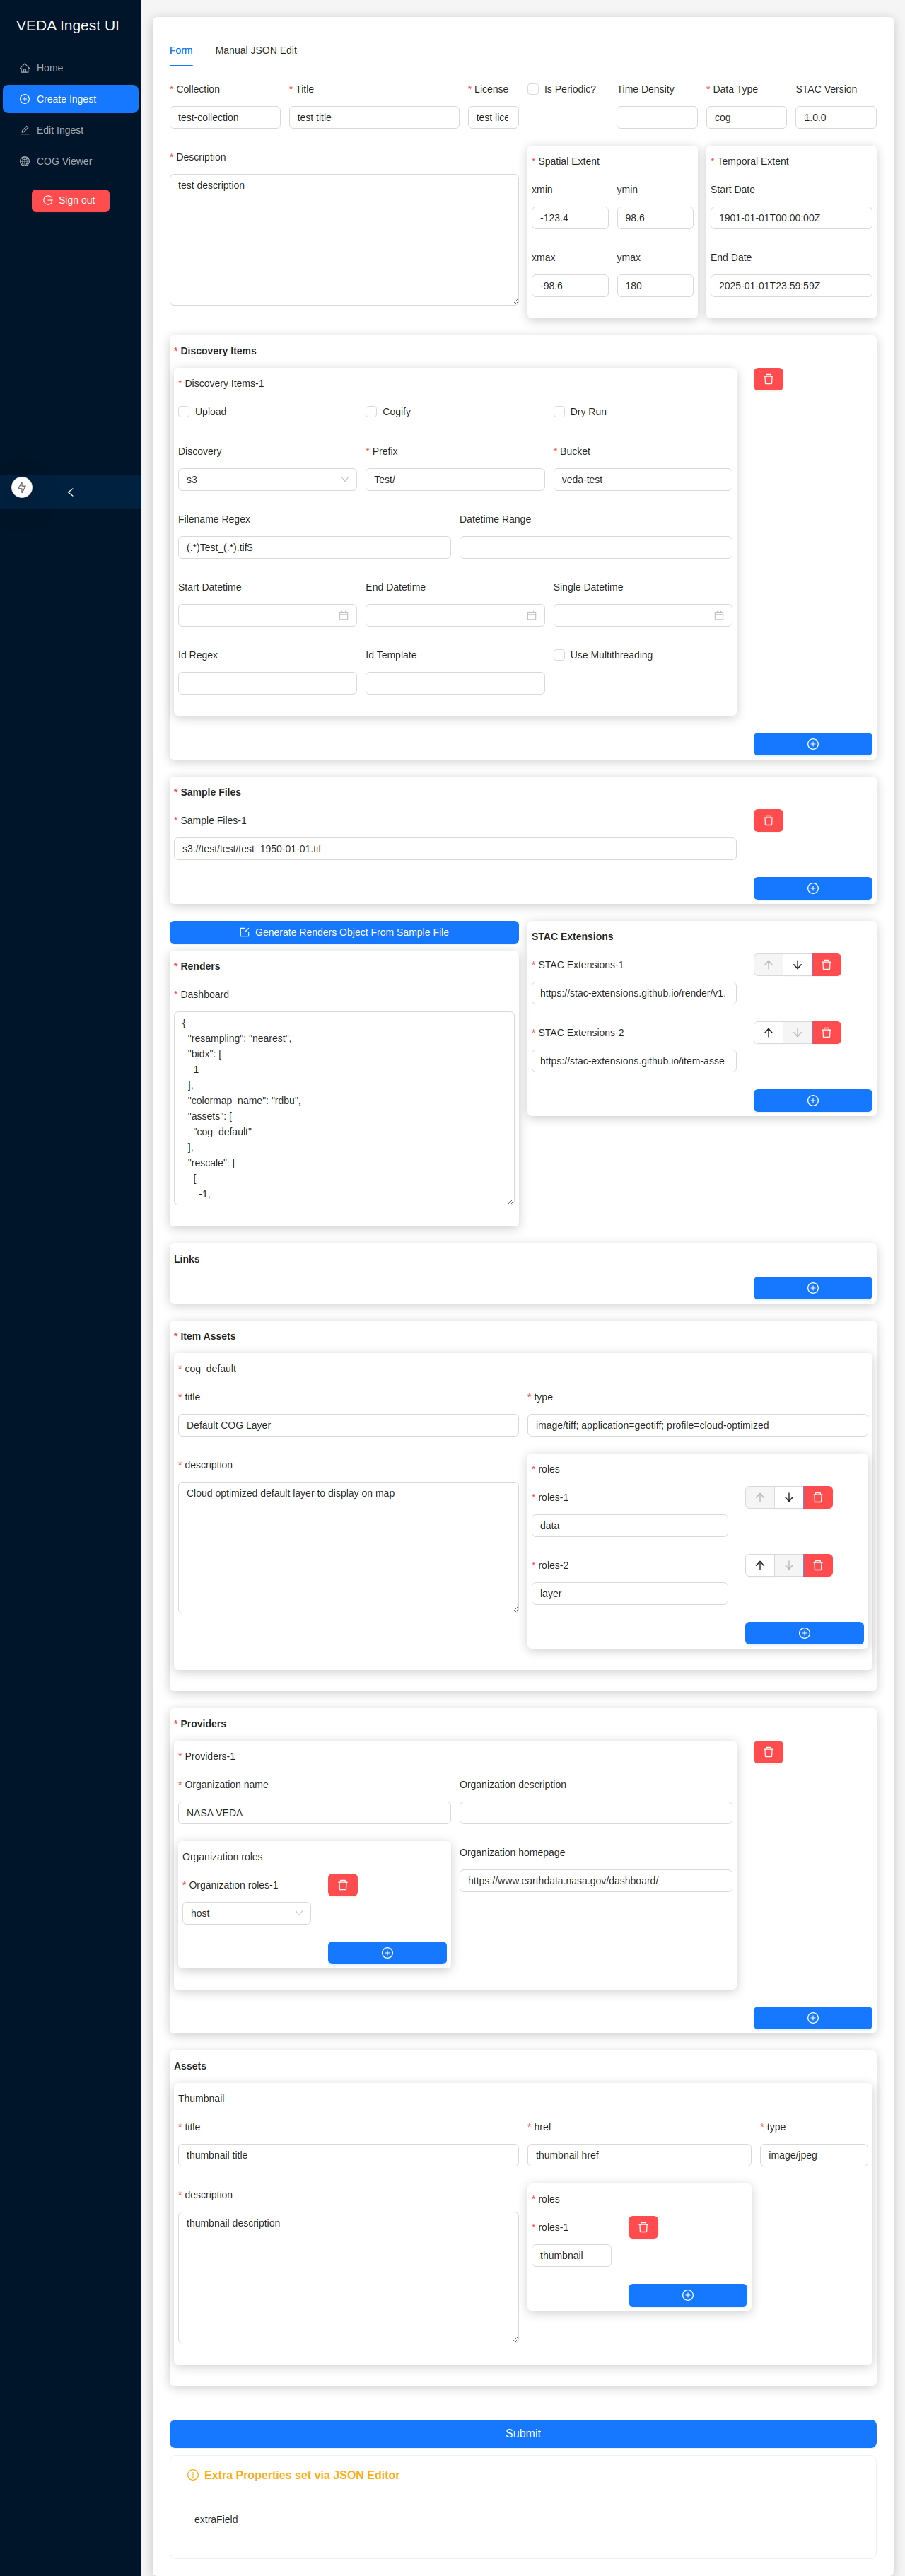 VEDA Ingest UI
Home
Create Ingest
Edit Ingest
COG Viewer
Sign out
Form
Manual JSON Edit
* Collection
* Title
* License
Is Periodic?
Time Density
* Data Type
STAC Version
test-collection
test title
test lice
cog
1.0.0
* Description
test description
* Spatial Extent
xmin
ymin
-123.4
98.6
xmax
ymax
-98.6
180
* Temporal Extent
Start Date
1901-01-01T00:00:00Z
End Date
2025-01-01T23:59:59Z
* Discovery Items
* Discovery Items-1
Upload
Cogify
Dry Run
Discovery
* Prefix
* Bucket
s3
Test/
veda-test
Filename Regex
Datetime Range
(.*)Test_(.*).tif$
Start Datetime
End Datetime
Single Datetime
Id Regex
Id Template
Use Multithreading
* Sample Files
* Sample Files-1
s3://test/test/test_1950-01-01.tif
Generate Renders Object From Sample File
* Renders
* Dashboard
{
"resampling": "nearest",
"bidx": [
1
],
"colormap_name": "rdbu",
"assets": [
"cog_default"
],
"rescale": [
[
-1,
STAC Extensions
* STAC Extensions-1
https://stac-extensions.github.io/render/v1.
* STAC Extensions-2
https://stac-extensions.github.io/item-asse
Links
* Item Assets
* cog_default
* title
* type
Default COG Layer
image/tiff; application=geotiff; profile=cloud-optimized
* description
Cloud optimized default layer to display on map
* roles
* roles-1
data
* roles-2
layer
* Providers
* Providers-1
* Organization name
Organization description
NASA VEDA
Organization roles
* Organization roles-1
host
Organization homepage
https://www.earthdata.nasa.gov/dashboard/
Assets
Thumbnail
* title
* href
* type
thumbnail title
thumbnail href
image/jpeg
* description
thumbnail description
* roles
* roles-1
thumbnail
Submit
Extra Properties set via JSON Editor
extraField